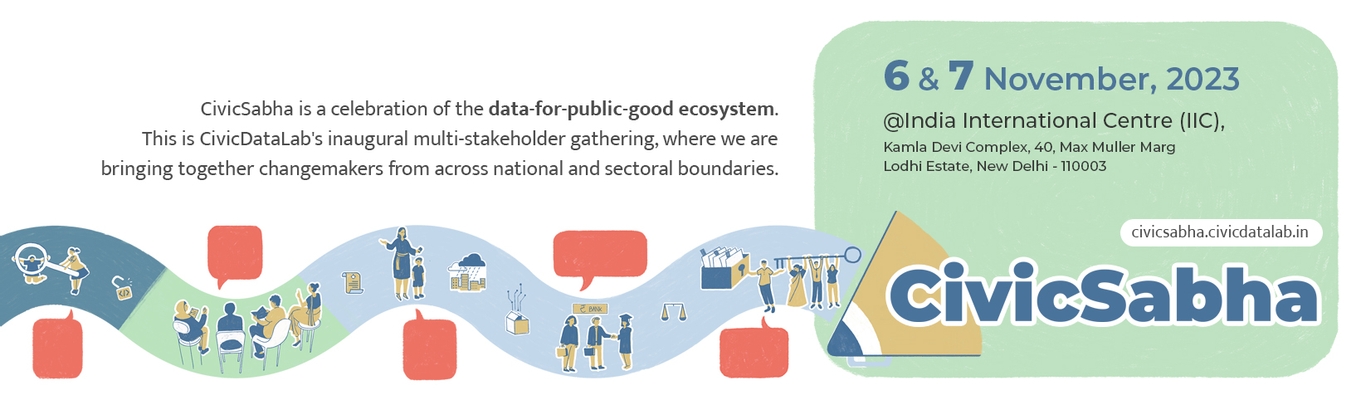 CivicSabha is a celebration of the data-for-public-good ecosystem.
This is CivicDataLab's inaugural multi-stakeholder gathering, where we are
bringing together changemakers from across national and sectoral boundaries.
6 & 7 November, 2023
@India International Centre (IIC),
Kamla Devi Complex, 40, Max Muller Marg
Lodhi Estate, New Delhi - 110003
civicsabha.civicdatalab.in
CivicSabha
BANK